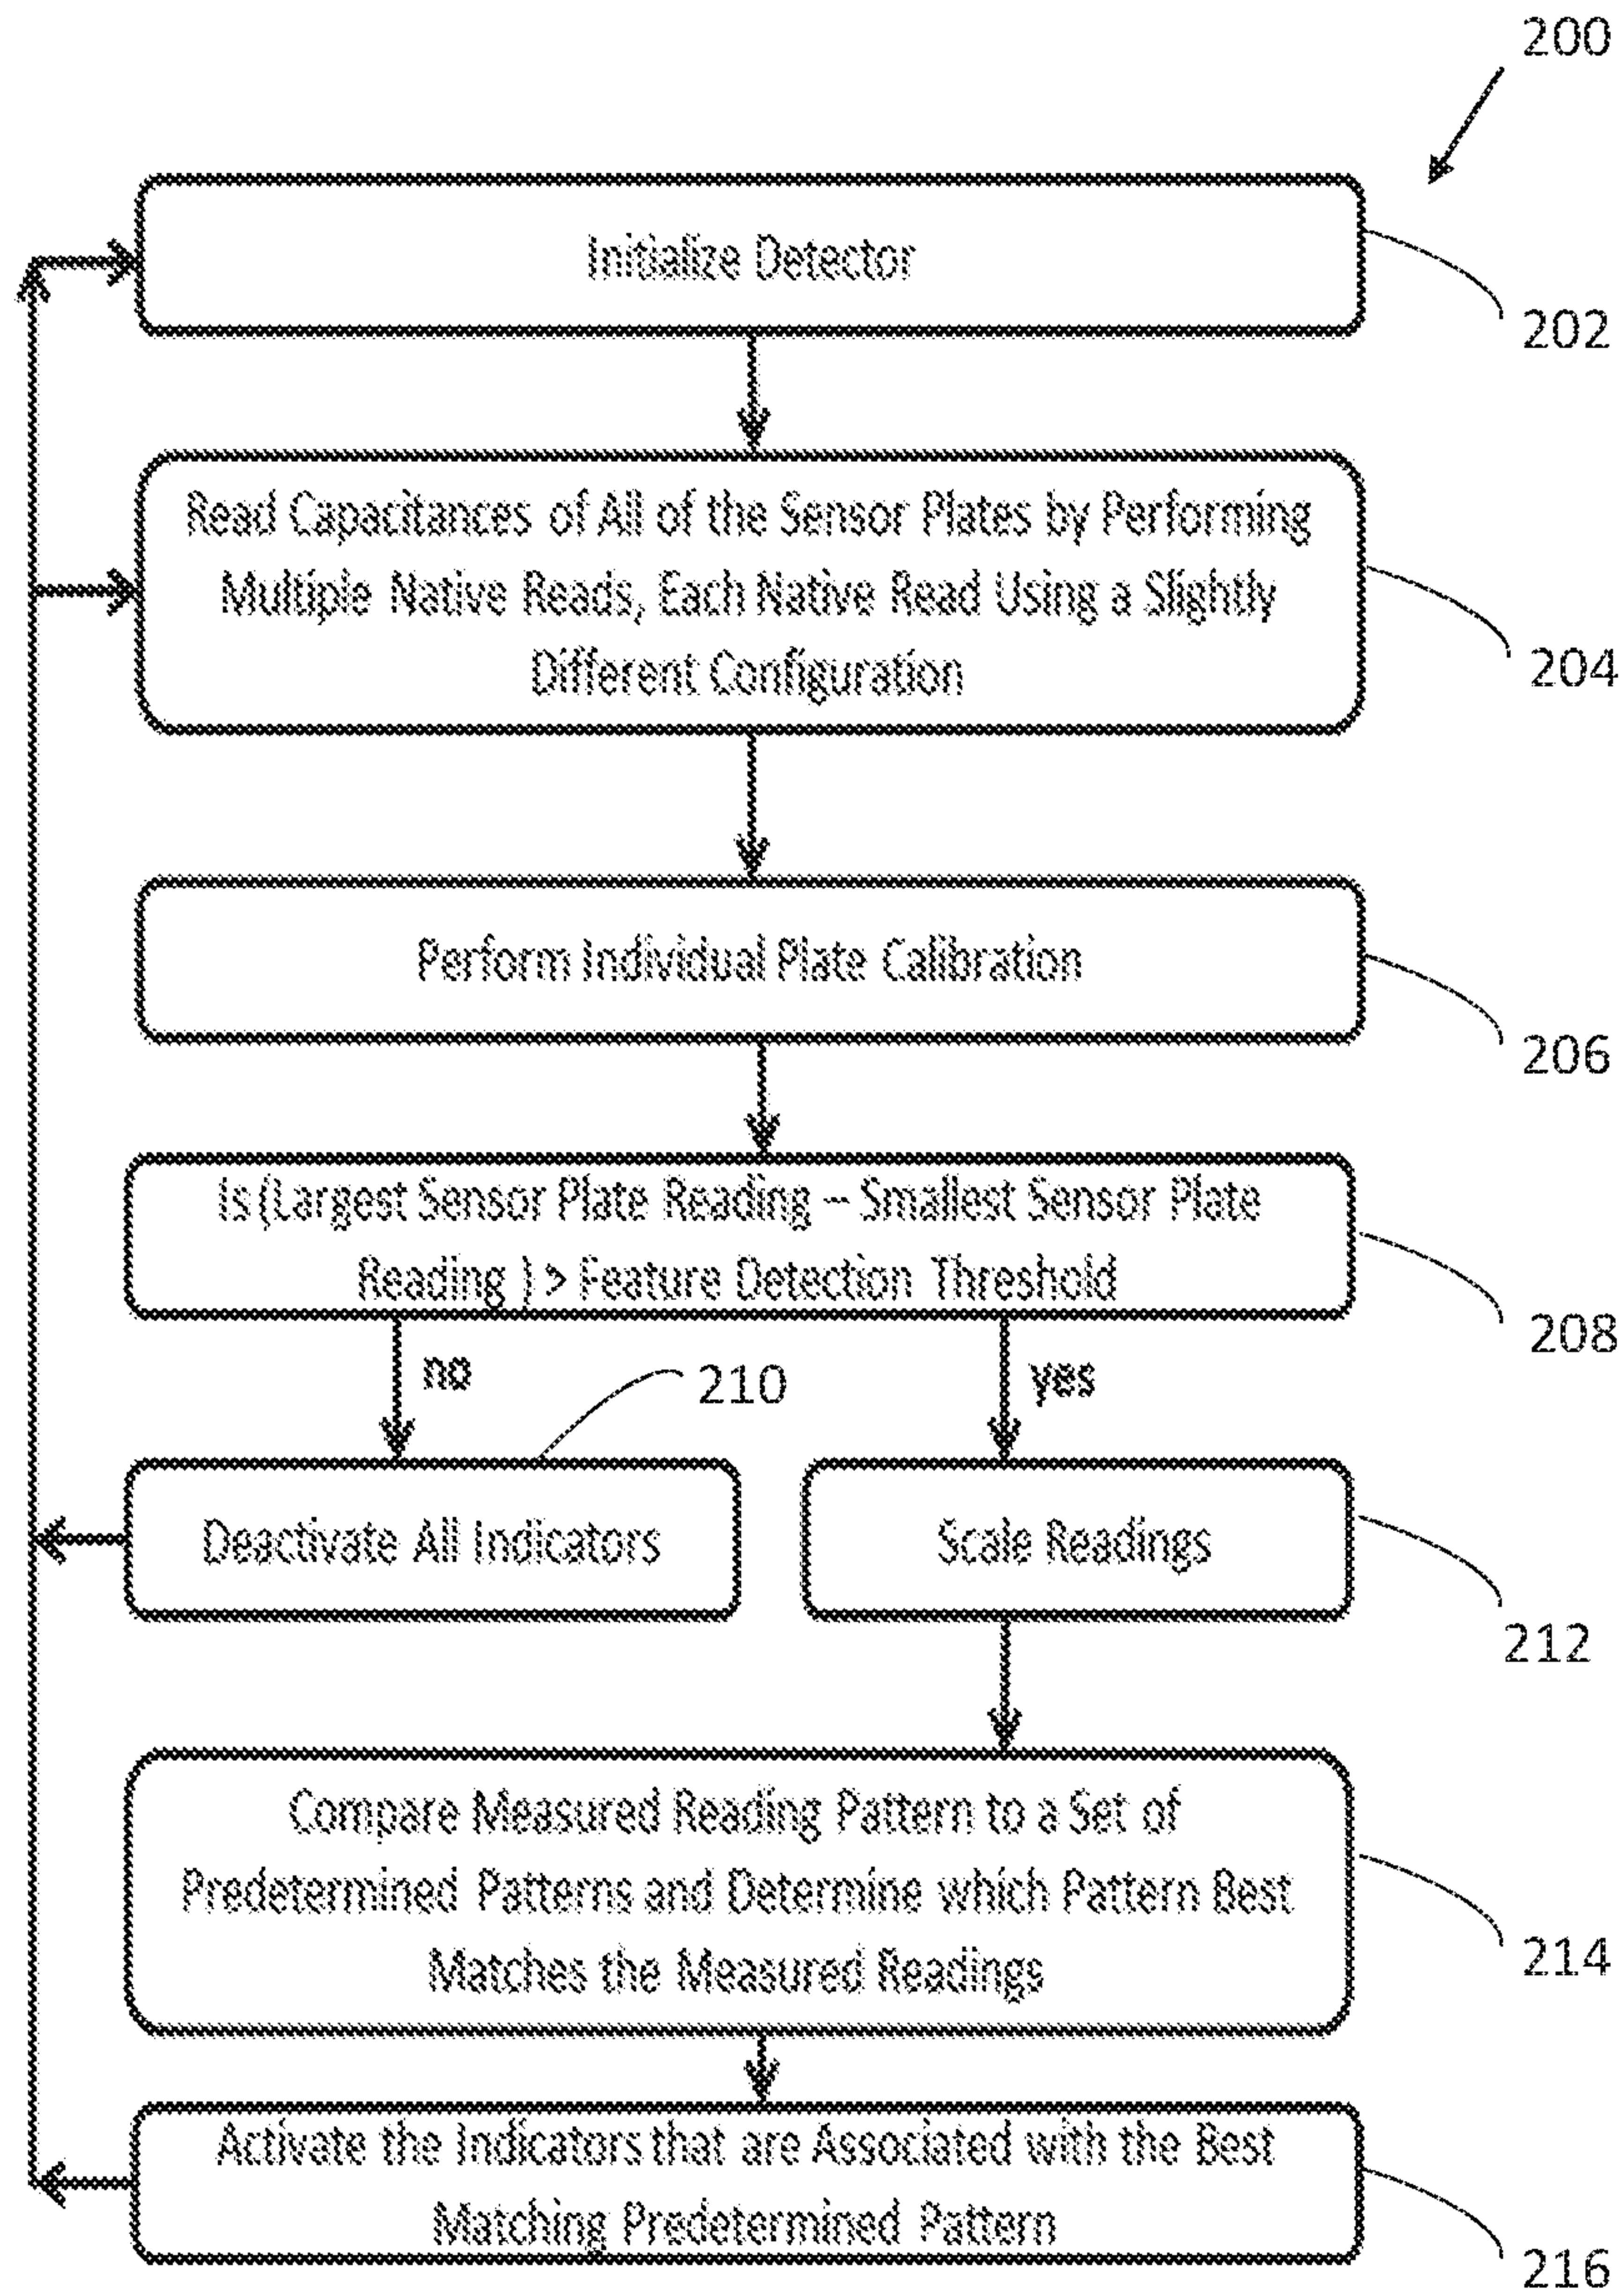 200
Initialize Detector
202
Read Capacitances of All of the Sensor Plates by Performing
Multiple Native Reads, Each Native Read Using a Slightly
Different Configuration
204
Perform Individual Plate Calibration
206
Is (Largest Sensor Plate Reading – Smallest Sensor Plate
Reading ) > Feature Detection Threshold
208
no
210
yes
Deactivate All Indicators
Scale Readings
212
Compare Measured Reading Pattern to a Set of
Predetermined Patterns and Determine which Pattern Best
Matches the Measured Readings
214
Activate the Indicators that are Associated with the Best
Matching Predetermined Pattern
216